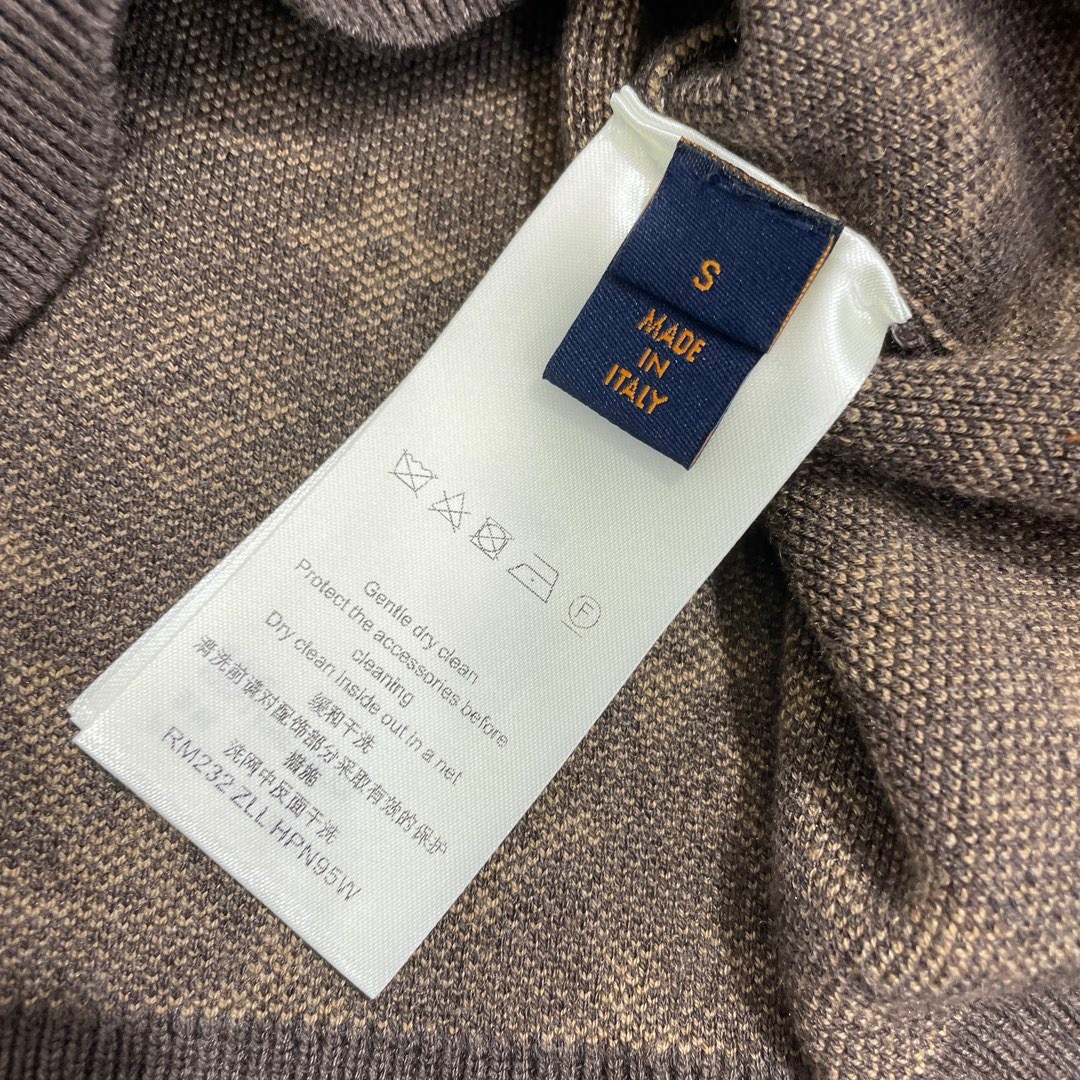 S
MADE
IN
ITALY
F
Gentle dry clean
Protect the accessories before
cleaning
Dry clean inside out in a net
缓和干洗
清洗前请对配饰部分采取有效的保护
措施
洗网中反面干洗
RM232 ZLL HPN95W